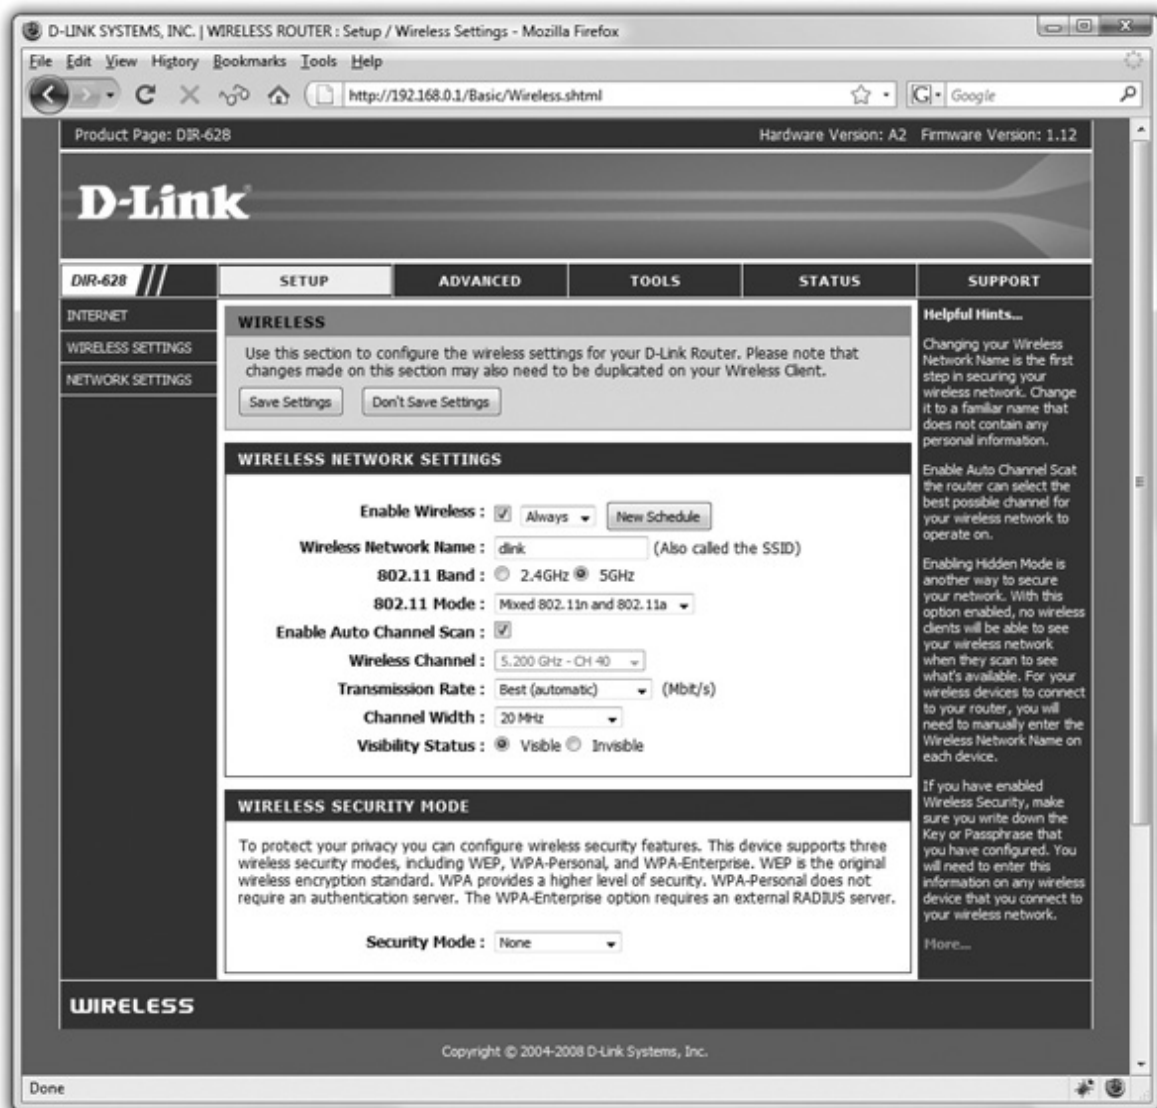 D-LINK SYSTEMS, INC. | WIRELESS ROUTER : Setup / Wireless Settings - Mozilla Firefox
File Edit View History Bookmarks Tools Help
http://192.168.0.1/Basic/Wireless.shtml
G Google
Product Page: DIR-628 Hardware Version: A2 Firmware Version: 1.12
D-Link
DIR-628 SETUP ADVANCED TOOLS STATUS SUPPORT
INTERNET
WIRELESS SETTINGS
NETWORK SETTINGS
WIRELESS
Use this section to configure the wireless settings for your D-Link Router. Please note that
changes made on this section may also need to be duplicated on your Wireless Client.
Save Settings Don't Save Settings
WIRELESS NETWORK SETTINGS
Enable Wireless : Always New Schedule
Wireless Network Name : dlink (Also called the SSID)
802.11 Band : 2.4GHz 5GHz
802.11 Mode : Mixed 802.11n and 802.11a
Enable Auto Channel Scan :
Wireless Channel : 5.200 GHz - CH 40
Transmission Rate : Best (automatic) (Mbit/s)
Channel Width : 20 MHz
Visibility Status : Visible Invisible
WIRELESS SECURITY MODE
To protect your privacy you can configure wireless security features. This device supports three
wireless security modes, including WEP, WPA-Personal, and WPA-Enterprise. WEP is the original
wireless encryption standard. WPA provides a higher level of security. WPA-Personal does not
require an authentication server. The WPA-Enterprise option requires an external RADIUS server.
Security Mode : None
Helpful Hints...
Changing your Wireless
Network Name is the first
step in securing your
wireless network. Change
it to a familiar name that
does not contain any
personal information.
Enable Auto Channel Scat
the router can select the
best possible channel for
your wireless network to
operate on.
Enabling Hidden Mode is
another way to secure
your network. With this
option enabled, no wireless
clients will be able to see
your wireless network
when they scan to see
what's available. For your
wireless devices to connect
to your router, you will
need to manually enter the
Wireless Network Name on
each device.
If you have enabled
Wireless Security, make
sure you write down the
Key or Passphrase that
you have configured. You
will need to enter this
information on any wireless
device that you connect to
your wireless network.
More...
WIRELESS
Copyright © 2004-2008 D-Link Systems, Inc.
Done